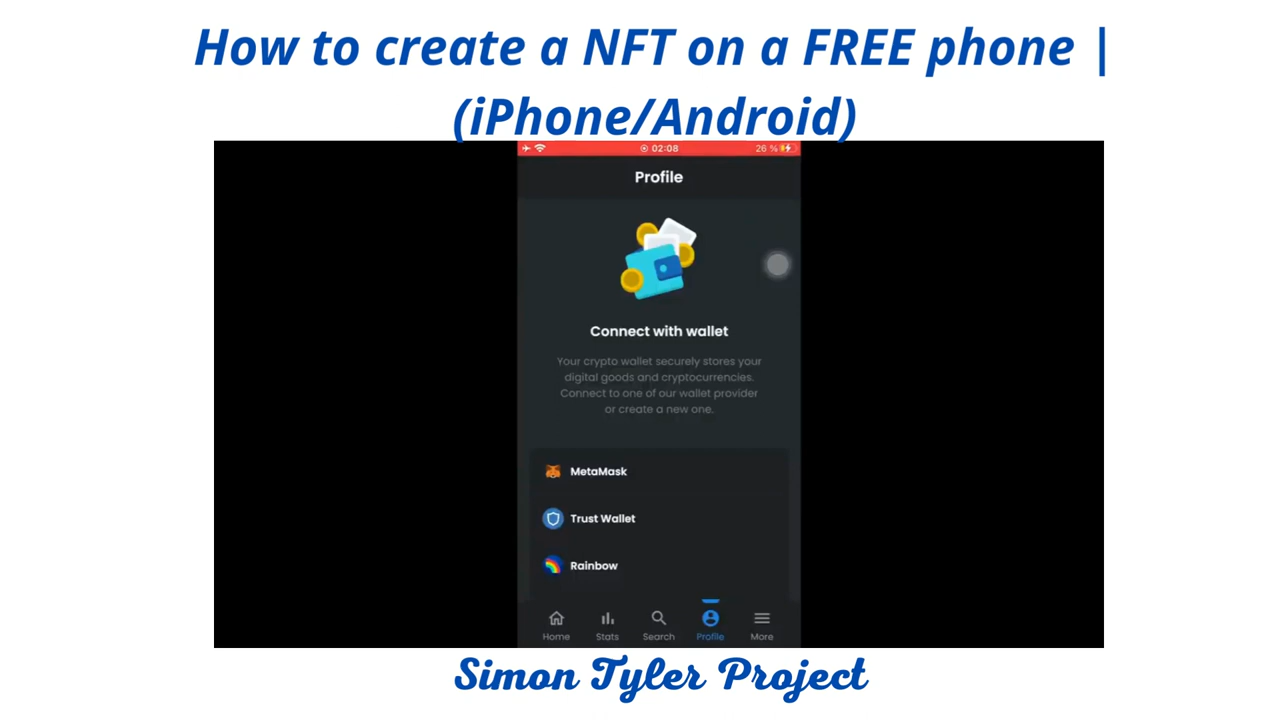 How to create a NFT on a FREE phone |
(iPhone/Android)
02:08
26 %
Profile
Connect with wallet
Your crypto wallet securely stores your
digital goods and cryptocurrencies.
Connect to one of our wallet provider
or create a new one.
MetaMask
Trust Wallet
Rainbow
Home Stats Search Profile More
Simon Tyler Project